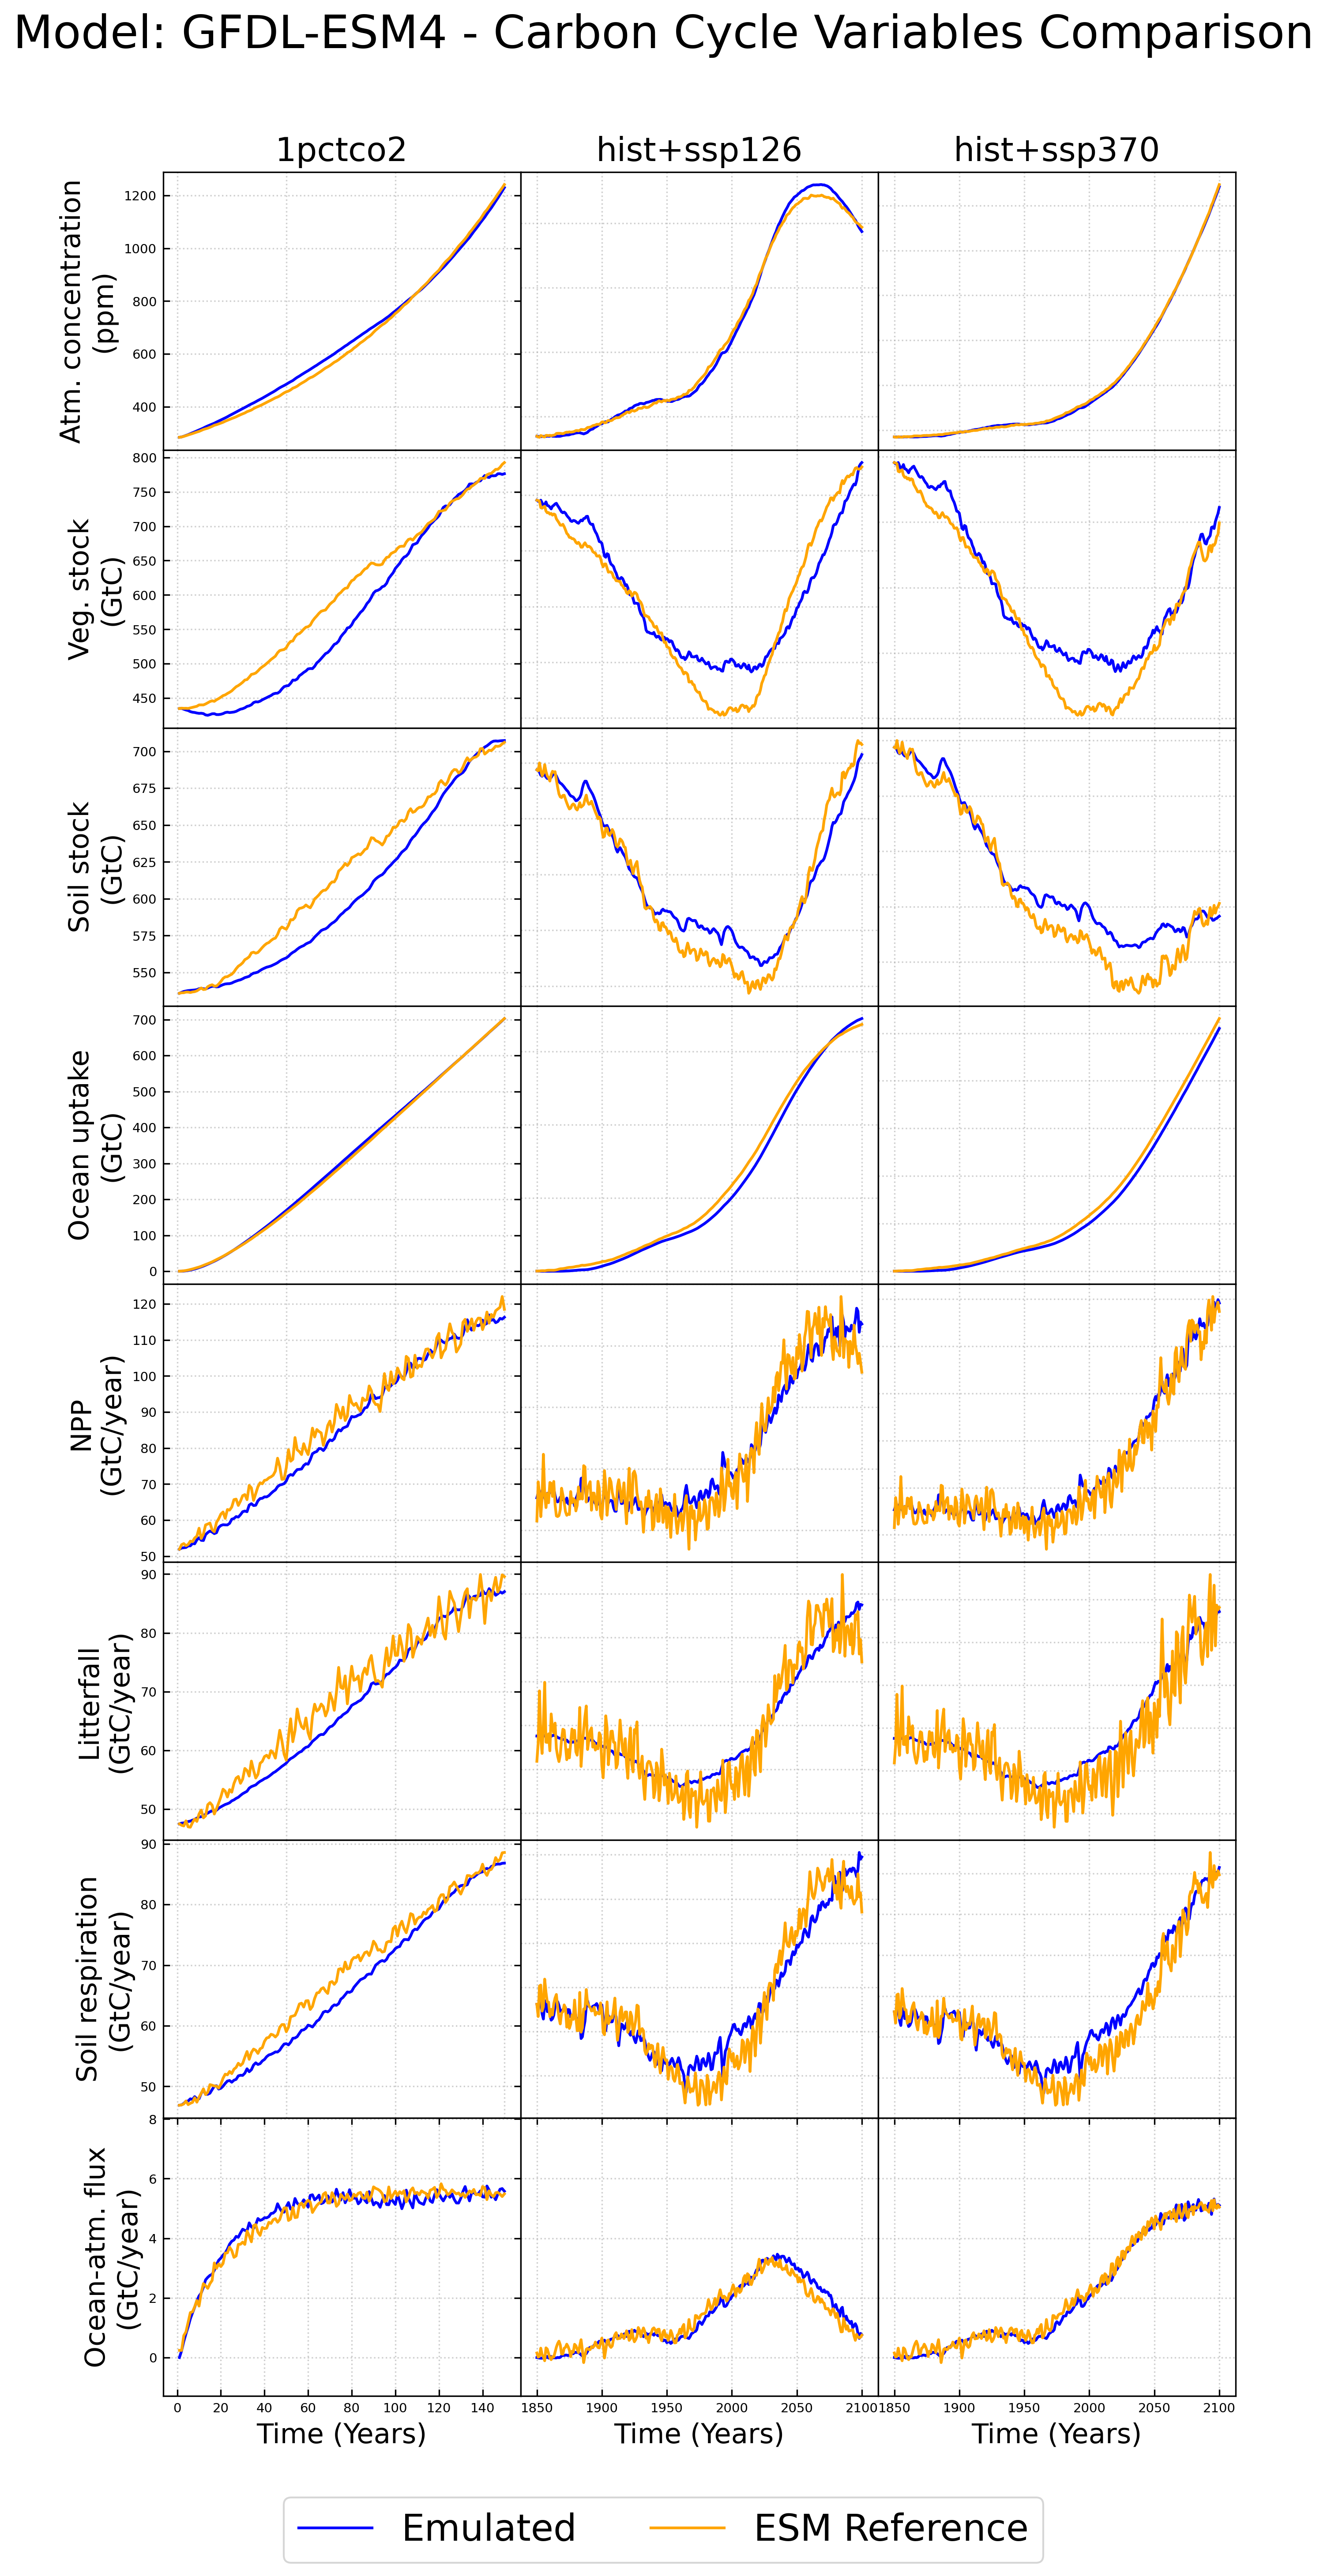 Model: GFDL-ESM4 - Carbon Cycle Variables Comparison
1pctco2
hist+ssp126
hist+ssp370
Atm. concentration
(ppm)
1200
1000
800
600
400
Veg. stock
(GtC)
800
750
700
650
600
550
500
450
Soil stock
(GtC)
700
675
650
625
600
575
550
Ocean uptake
(GtC)
700
600
500
400
300
200
100
0
NPP
(GtC/year)
120
110
100
90
80
70
60
50
Litterfall
(GtC/year)
90
80
70
60
50
Soil respiration
(GtC/year)
90
80
70
60
50
Ocean-atm. flux
(GtC/year)
8
6
4
2
0
0 20 40 60 80 100 120 140
1850 1900 1950 2000 2050 2100
1850 1900 1950 2000 2050 2100
Time (Years)
Time (Years)
Time (Years)
Emulated
ESM Reference